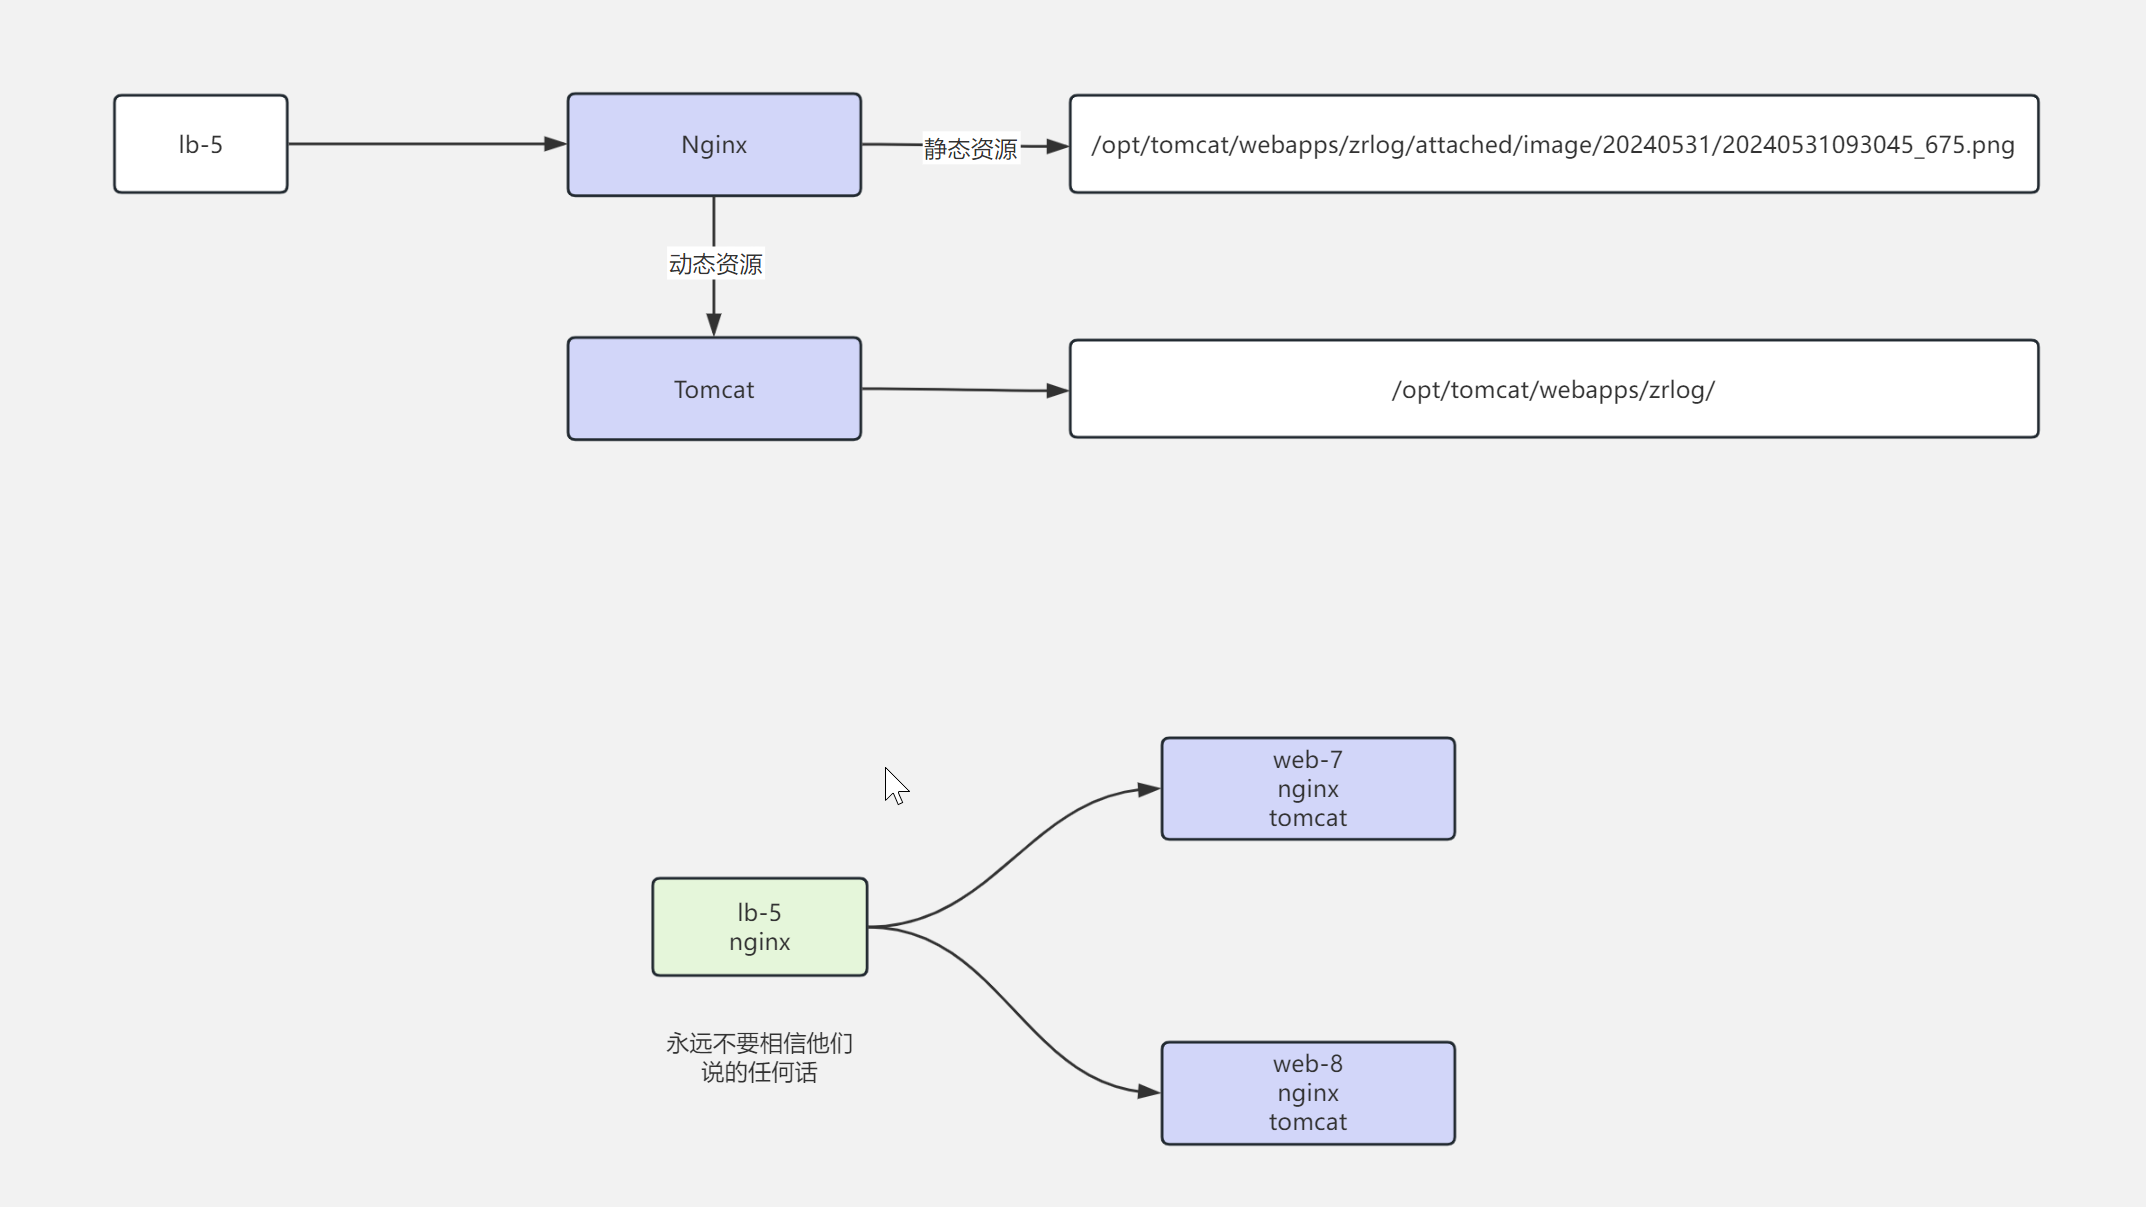 lb-5
Nginx
静态资源
/opt/tomcat/webapps/zrlog/attached/image/20240531/20240531093045_675.png
动态资源
Tomcat
/opt/tomcat/webapps/zrlog/
web-7
nginx
tomcat
lb-5
nginx
永远不要相信他们
说的任何话
web-8
nginx
tomcat